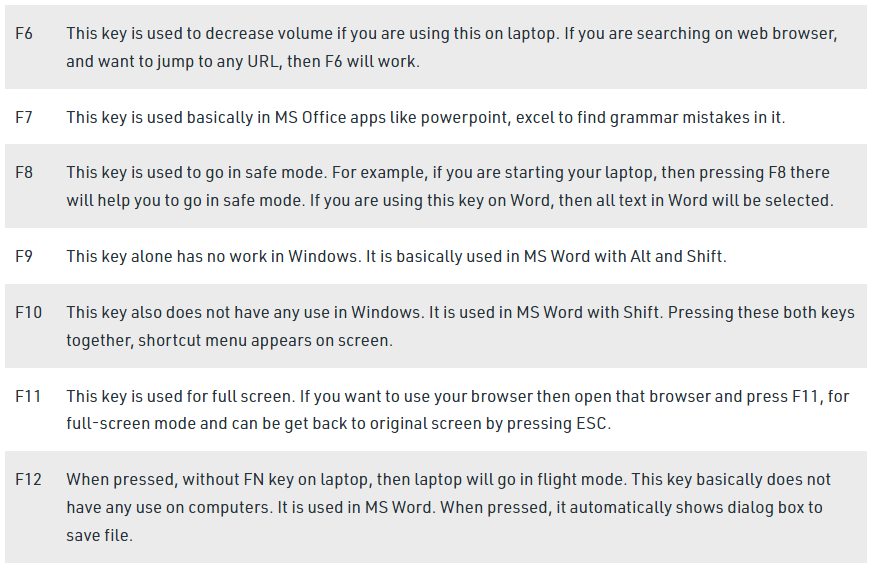 F6 This key is used to decrease volume if you are using this on laptop. If you are searching on web browser,
and want to jump to any URL, then F6 will work.
F7 This key is used basically in MS Office apps like powerpoint, excel to find grammar mistakes in it.
F8 This key is used to go in safe mode. For example, if you are starting your laptop, then pressing F8 there
will help you to go in safe mode. If you are using this key on Word, then all text in Word will be selected.
F9 This key alone has no work in Windows. It is basically used in MS Word with Alt and Shift.
F10 This key also does not have any use in Windows. It is used in MS Word with Shift. Pressing these both keys
together, shortcut menu appears on screen.
F11 This key is used for full screen. If you want to use your browser then open that browser and press F11, for
full-screen mode and can be get back to original screen by pressing ESC.
F12 When pressed, without FN key on laptop, then laptop will go in flight mode. This key basically does not
have any use on computers. It is used in MS Word. When pressed, it automatically shows dialog box to
save file.